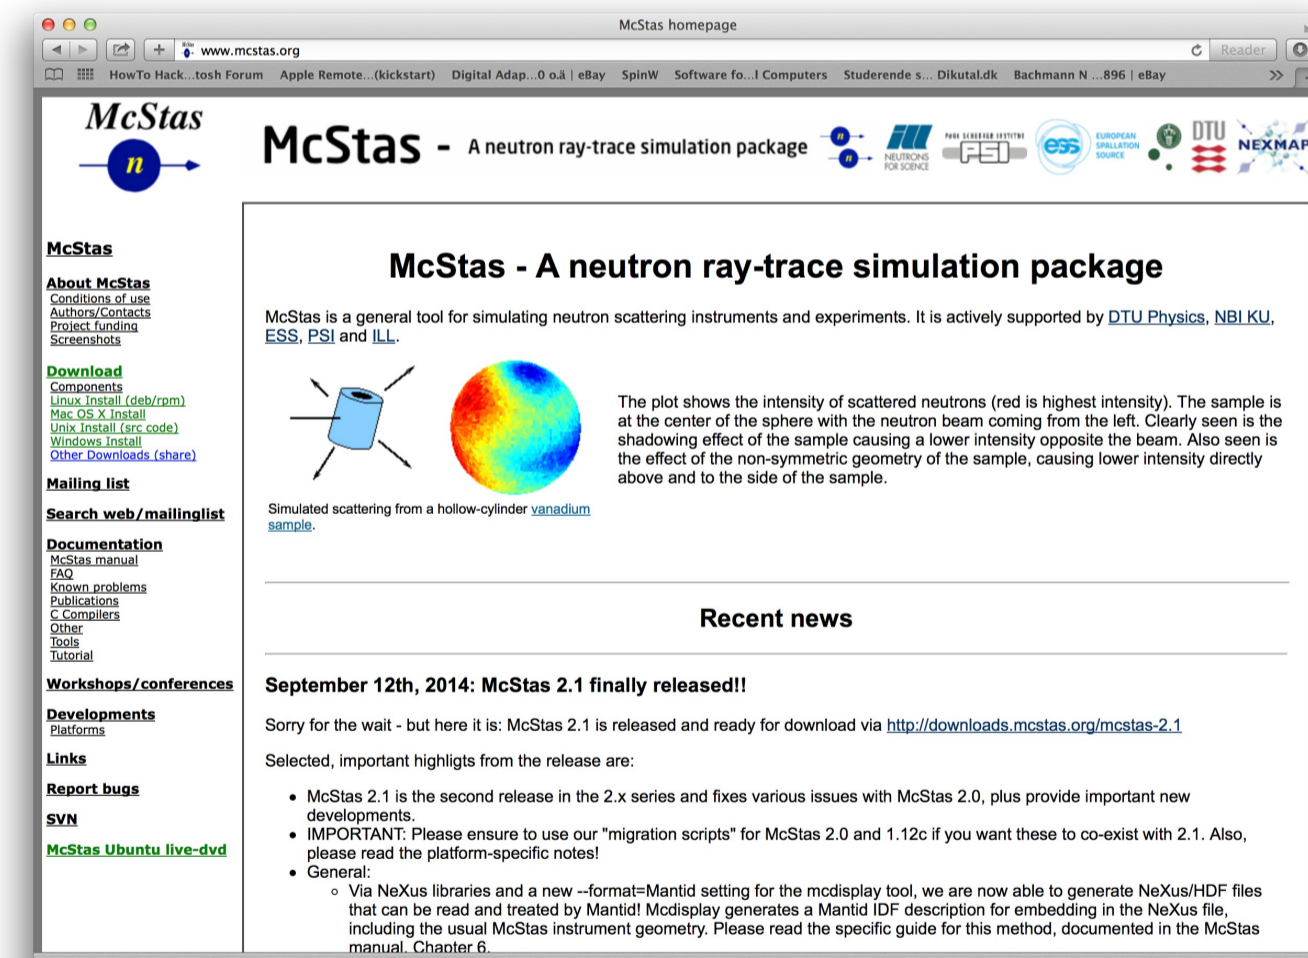 McStas homepage
www.mcstas.org
Reader
HowTo Hack...tosh Forum Apple Remote...(kickstart) Digital Adap...0 o.ä | eBay SpinW Software fo...l Computers Studerende s... Dikutal.dk Bachmann N ...896 | eBay
McStas
n
McStas - A neutron ray-trace simulation package
n
n
NEUTRONS
FOR SCIENCE
PAUL SCHERRER INSTITUT
PSI
ess
EUROPEAN
SPALLATION
SOURCE
DTU
NEXMAP
McStas
About McStas
Conditions of use
Authors/Contacts
Project funding
Screenshots
Download
Components
Linux Install (deb/rpm)
Mac OS X Install
Unix Install (src code)
Windows Install
Other Downloads (share)
Mailing list
Search web/mailinglist
Documentation
McStas manual
FAQ
Known problems
Publications
C Compilers
Other
Tools
Tutorial
Workshops/conferences
Developments
Platforms
Links
Report bugs
SVN
McStas Ubuntu live-dvd
McStas - A neutron ray-trace simulation package
McStas is a general tool for simulating neutron scattering instruments and experiments. It is actively supported by DTU Physics, NBI KU,
ESS, PSI and ILL.
The plot shows the intensity of scattered neutrons (red is highest intensity). The sample is
at the center of the sphere with the neutron beam coming from the left. Clearly seen is the
shadowing effect of the sample causing a lower intensity opposite the beam. Also seen is
the effect of the non-symmetric geometry of the sample, causing lower intensity directly
above and to the side of the sample.
Simulated scattering from a hollow-cylinder vanadium
sample.
Recent news
September 12th, 2014: McStas 2.1 finally released!!
Sorry for the wait - but here it is: McStas 2.1 is released and ready for download via http://downloads.mcstas.org/mcstas-2.1
Selected, important highligts from the release are:
• McStas 2.1 is the second release in the 2.x series and fixes various issues with McStas 2.0, plus provide important new
developments.
• IMPORTANT: Please ensure to use our "migration scripts" for McStas 2.0 and 1.12c if you want these to co-exist with 2.1. Also,
please read the platform-specific notes!
• General:
◦ Via NeXus libraries and a new --format=Mantid setting for the mcdisplay tool, we are now able to generate NeXus/HDF files
that can be read and treated by Mantid! Mcdisplay generates a Mantid IDF description for embedding in the NeXus file,
including the usual McStas instrument geometry. Please read the specific guide for this method, documented in the McStas
manual, Chapter 6.